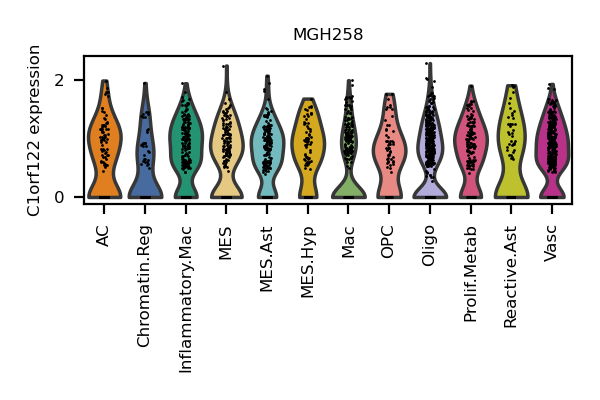 MGH258
C1orf122 expression
2
0
AC
Chromatin.Reg
Inflammatory.Mac
MES
MES.Ast
MES.Hyp
Mac
OPC
Oligo
Prolif.Metab
Reactive.Ast
Vasc